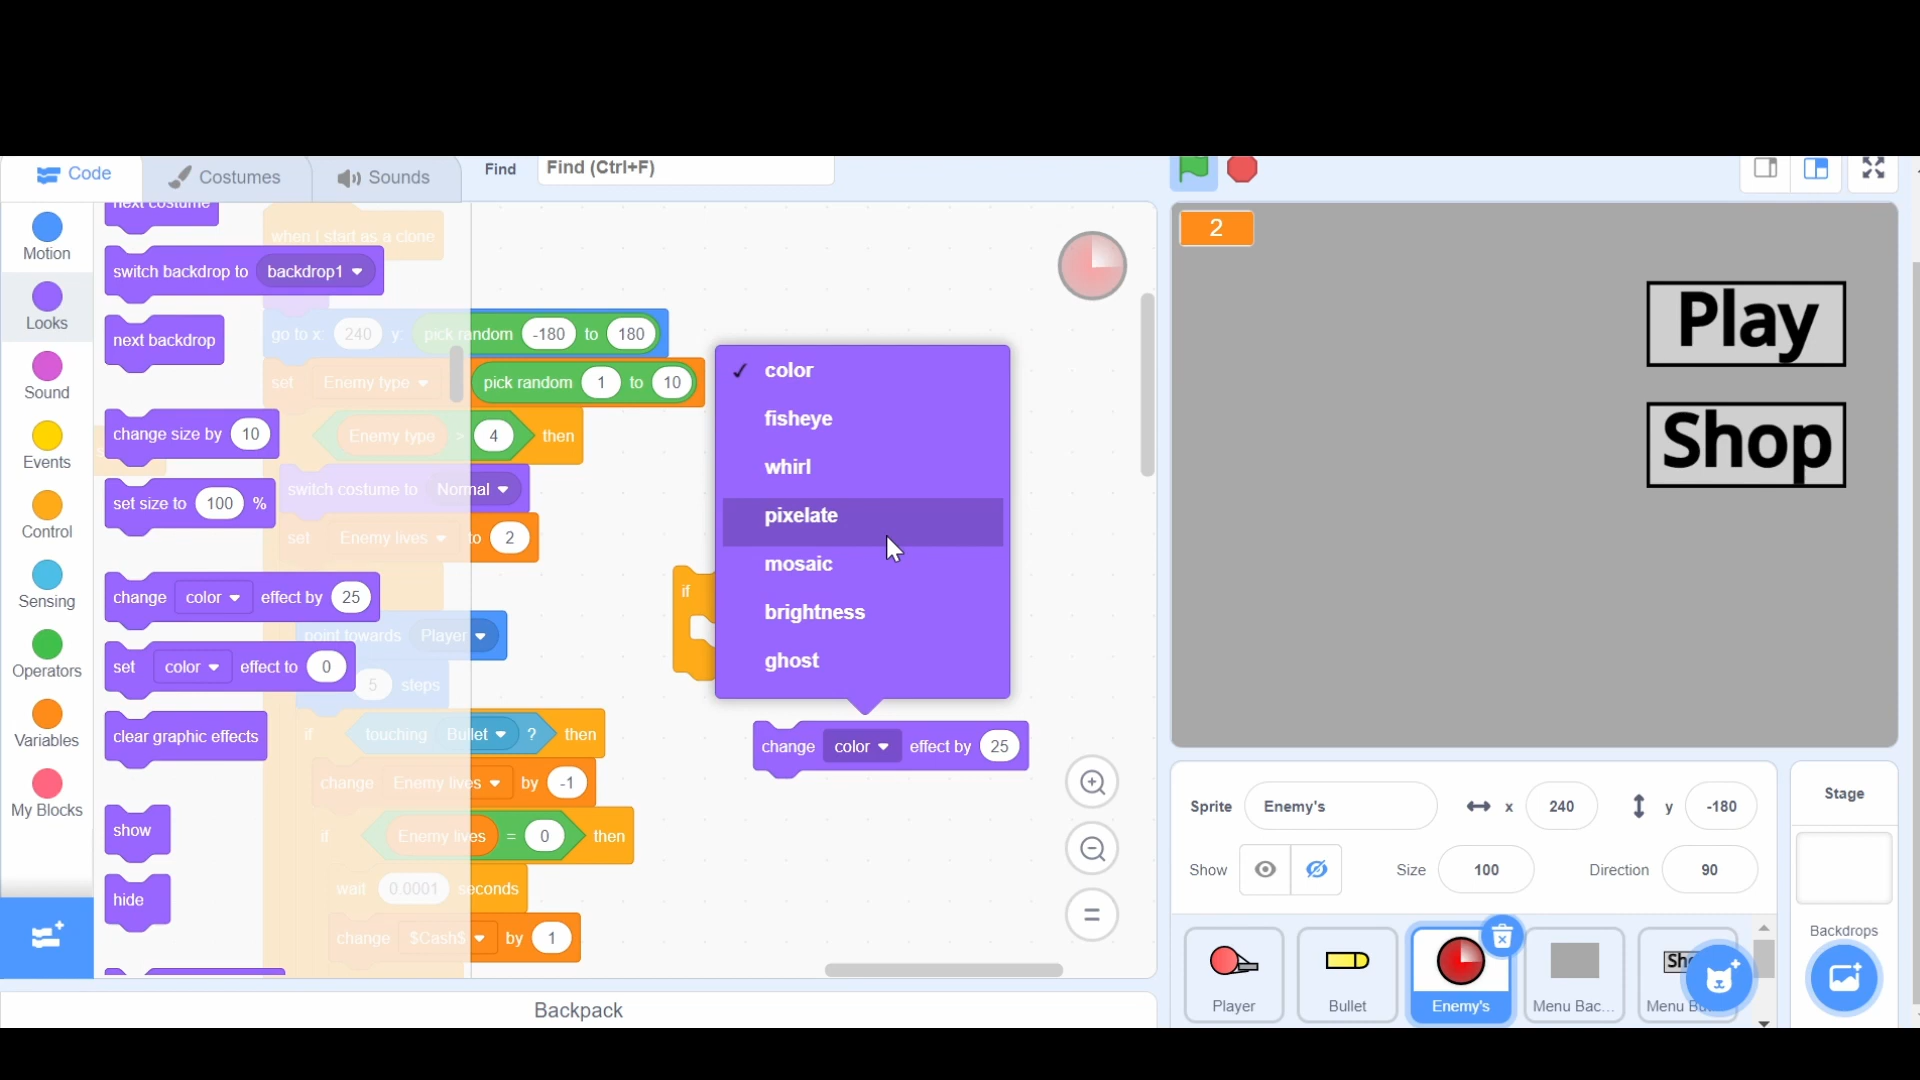 Code
Costumes
Sounds
Find
Find (Ctrl+F)
Motion
Looks
Sound
Events
Control
Sensing
Operators
Variables
My Blocks
next costume
switch backdrop to backdrop1
next backdrop
change size by 10
set size to 100 %
change color effect by 25
set color effect to 0
clear graphic effects
show
hide
when I start as a clone
go to x: 240 y: pick random -180 to 180
set Enemy type pick random 1 to 10
Enemy type > 4 then
switch costume to Normal
set Enemy lives to 2
point towards Player
5 steps
if touching Bullet ? then
change Enemy lives by -1
if Enemy lives = 0 then
wait 0.0001 seconds
change $Cash$ by 1
if
✓ color
fisheye
whirl
pixelate
mosaic
brightness
ghost
change color effect by 25
Backpack
2
Play
Shop
Sprite Enemy's x 240 y -180
Show Size 100 Direction 90
Player
Bullet
Enemy's
Menu Bac...
Sh
Menu B
Stage
Backdrops